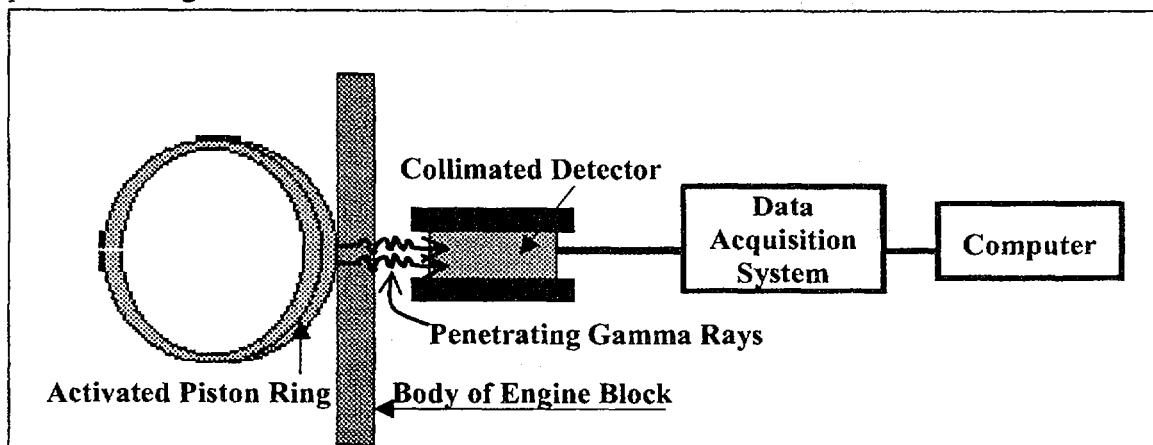 Collimated Detector
Data
Acquisition
System
Computer
Penetrating Gamma Rays
Activated Piston Ring
Body of Engine Block